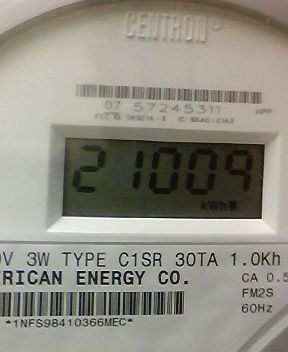 CENTRON®
07 57245311
21009
kWh
V 3W TYPE C1SR 30TA 1.0Kh
RICAN ENERGY CO.
CA 0.5
FM2S
60Hz
*1NFS98410366MEC*